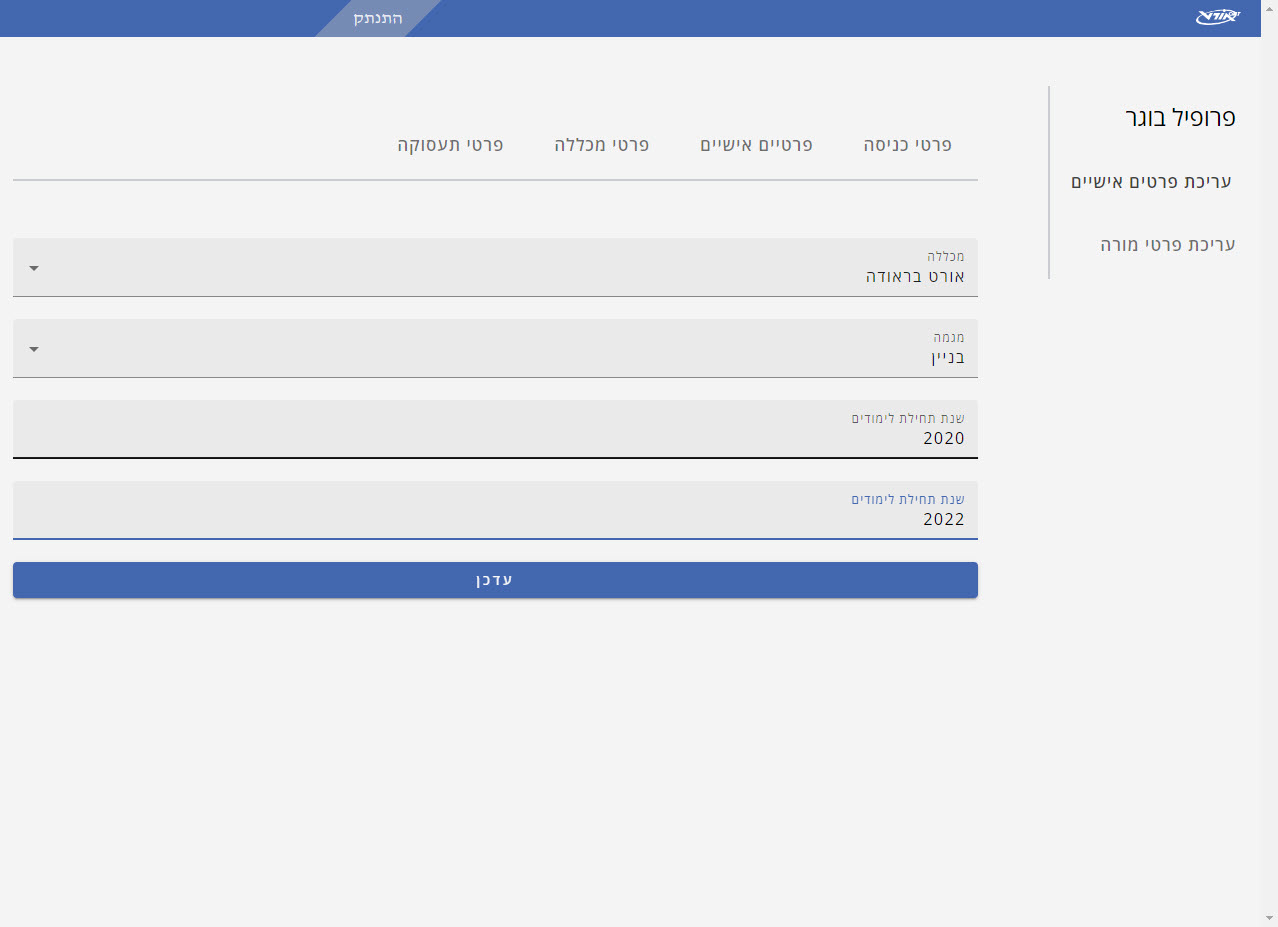 אורט
התנתק
פרופיל בוגר
עריכת פרטים אישיים
עריכת פרטי מורה
פרטי כניסה
פרטיים אישיים
פרטי מכללה
פרטי תעסוקה
מכללה
אורט בראודה
מגמה
בניין
שנת תחילת לימודים
2020
שנת תחילת לימודים
2022
עדכן